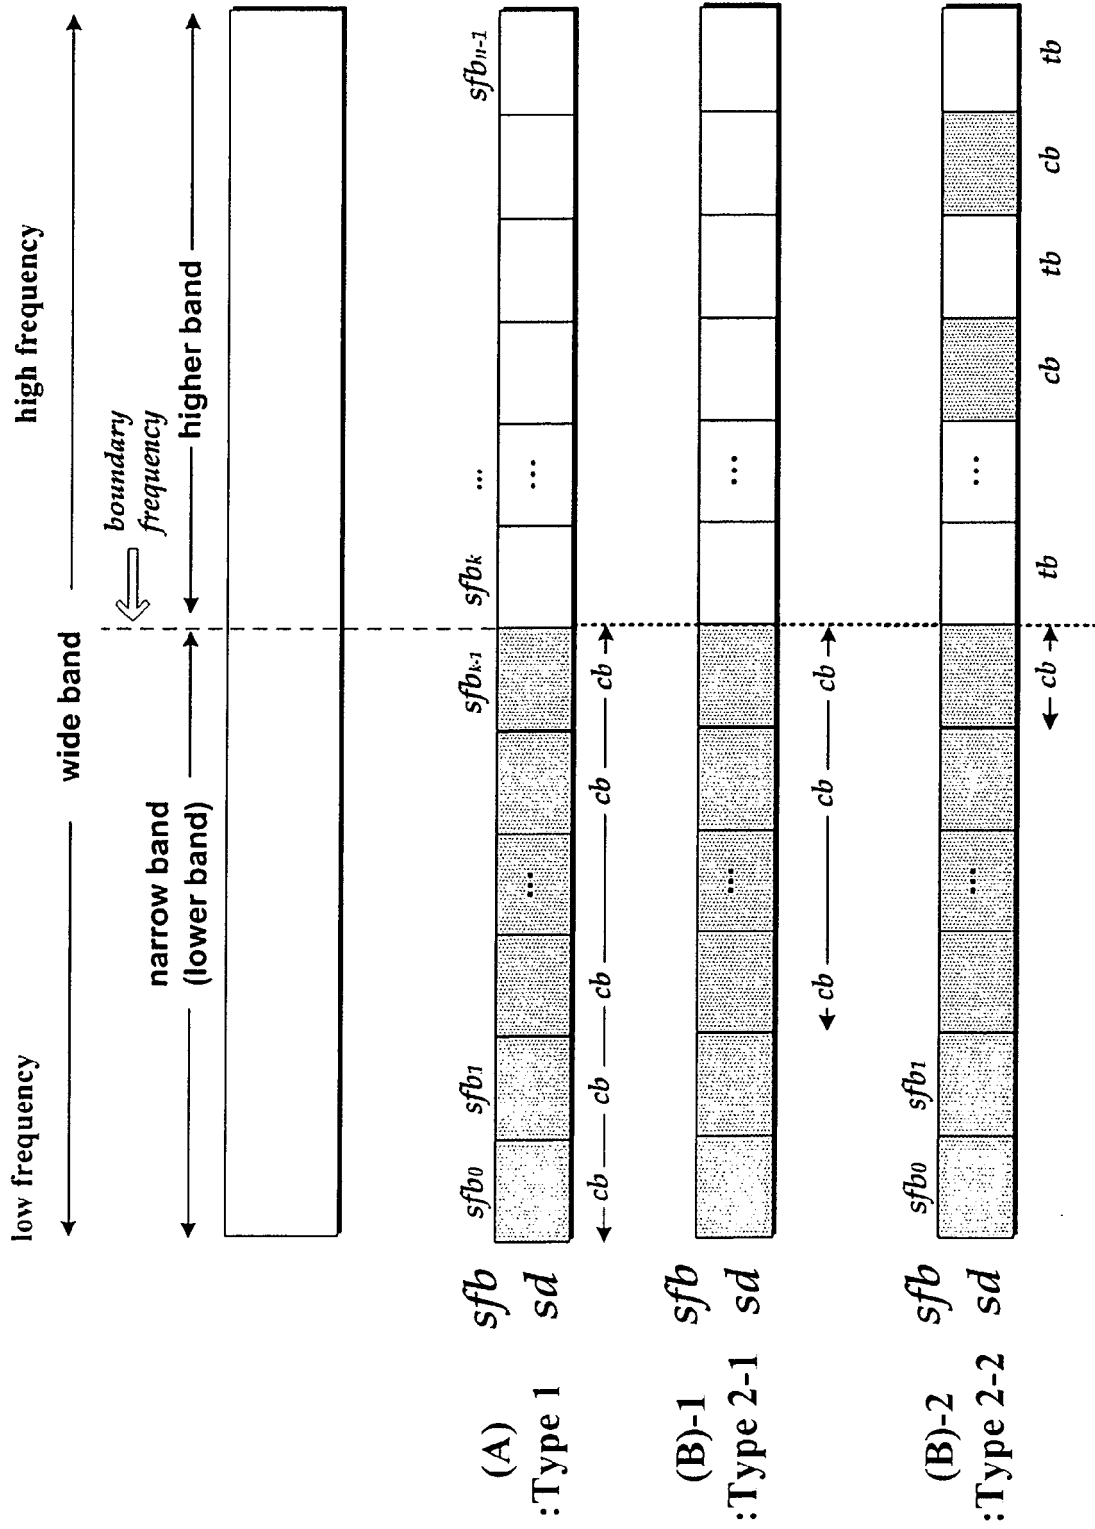 low frequency
high frequency
wide band
boundary
frequency
narrow band
(lower band)
higher band
(A)
:Type 1
sfb
sd
sfb0
sfb1
sfbk-1
sfbk
...
sfbn-1
...
...
cb
cb
cb
cb
cb
(B)-1
:Type 2-1
sfb
sd
...
...
cb
cb
cb
(B)-2
:Type 2-2
sfb
sd
sfb0
sfb1
...
...
cb
tb
cb
tb
cb
tb